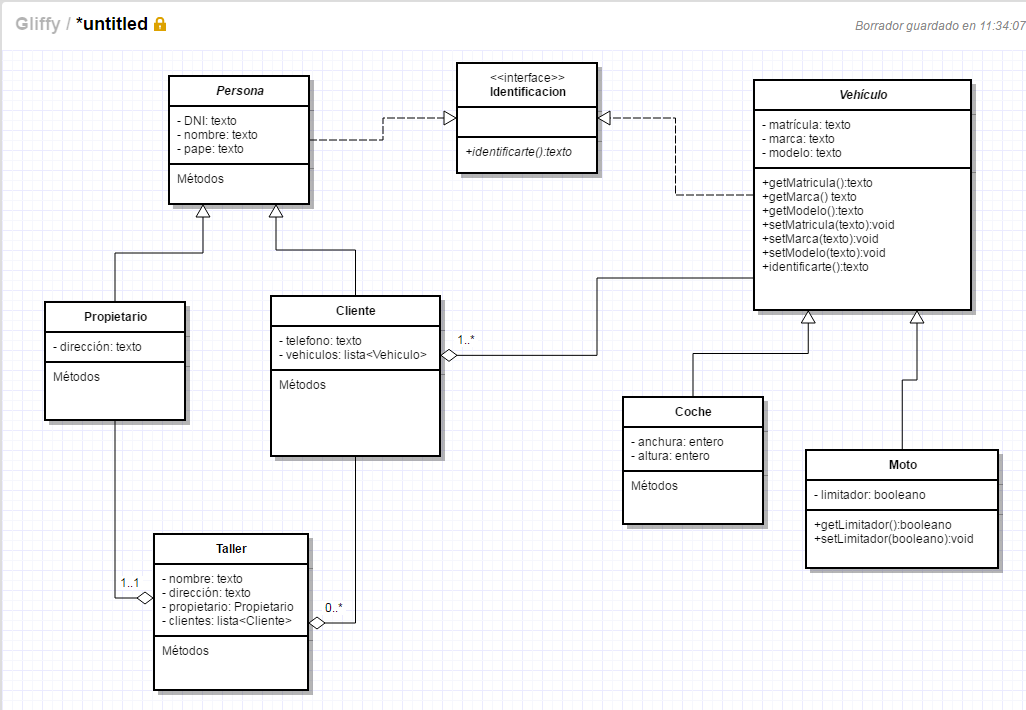 Gliffy / *untitled
Borrador guardado en 11:34:07
Persona
- DNI: texto
- nombre: texto
- pape: texto
Métodos
<<interface>>
Identificacion
+identificarte():texto
Vehículo
- matrícula: texto
- marca: texto
- modelo: texto
+getMatricula():texto
+getMarca() texto
+getModelo():texto
+setMatricula(texto):void
+setMarca(texto):void
+setModelo(texto):void
+identificarte():texto
Propietario
- dirección: texto
Métodos
Cliente
- telefono: texto
- vehiculos: lista<Vehiculo>
Métodos
1..*
Coche
- anchura: entero
- altura: entero
Métodos
Moto
- limitador: booleano
+getLimitador():booleano
+setLimitador(booleano):void
Taller
- nombre: texto
- dirección: texto
- propietario: Propietario
- clientes: lista<Cliente>
Métodos
1..1
0..*